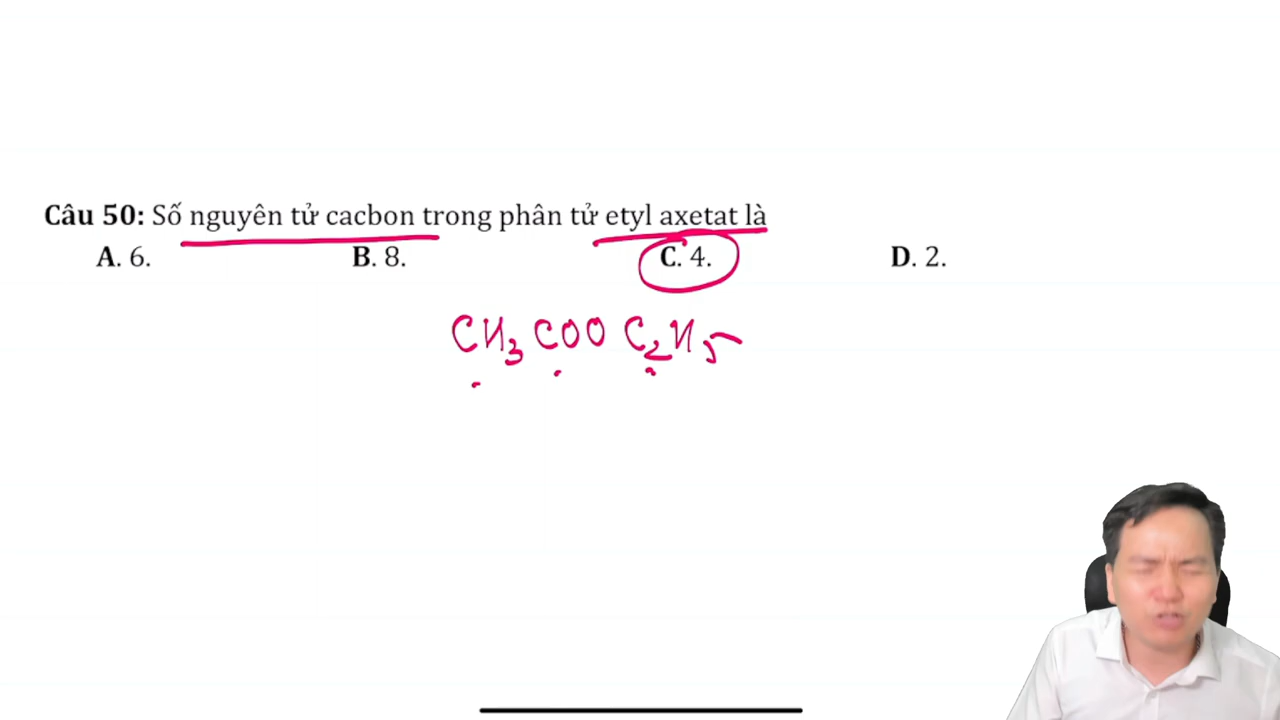 Câu 50: Số nguyên tử cacbon trong phân tử etyl axetat là
A. 6. B. 8. C. 4. D. 2.
CH3COOC2H5